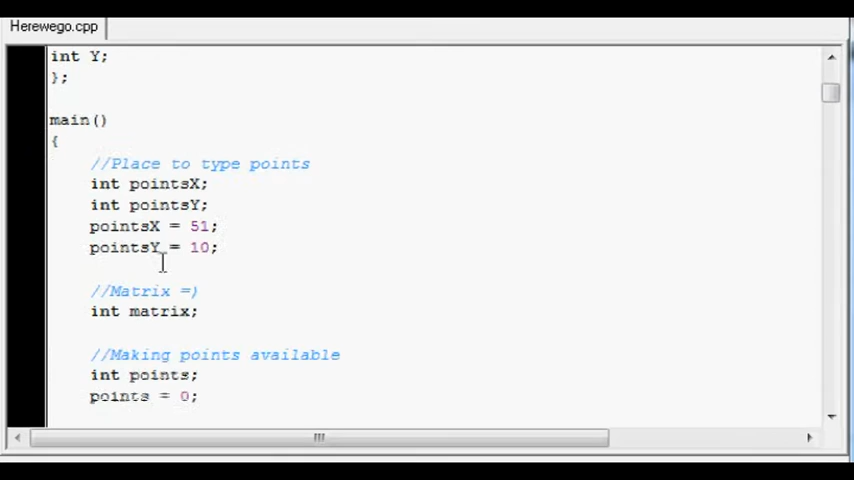 Herewego.cpp
int Y;
};
main()
{
//Place to type points
int pointsX;
int pointsY;
pointsX = 51;
pointsY = 10;
//Matrix =)
int matrix;
//Making points available
int points;
points = 0;